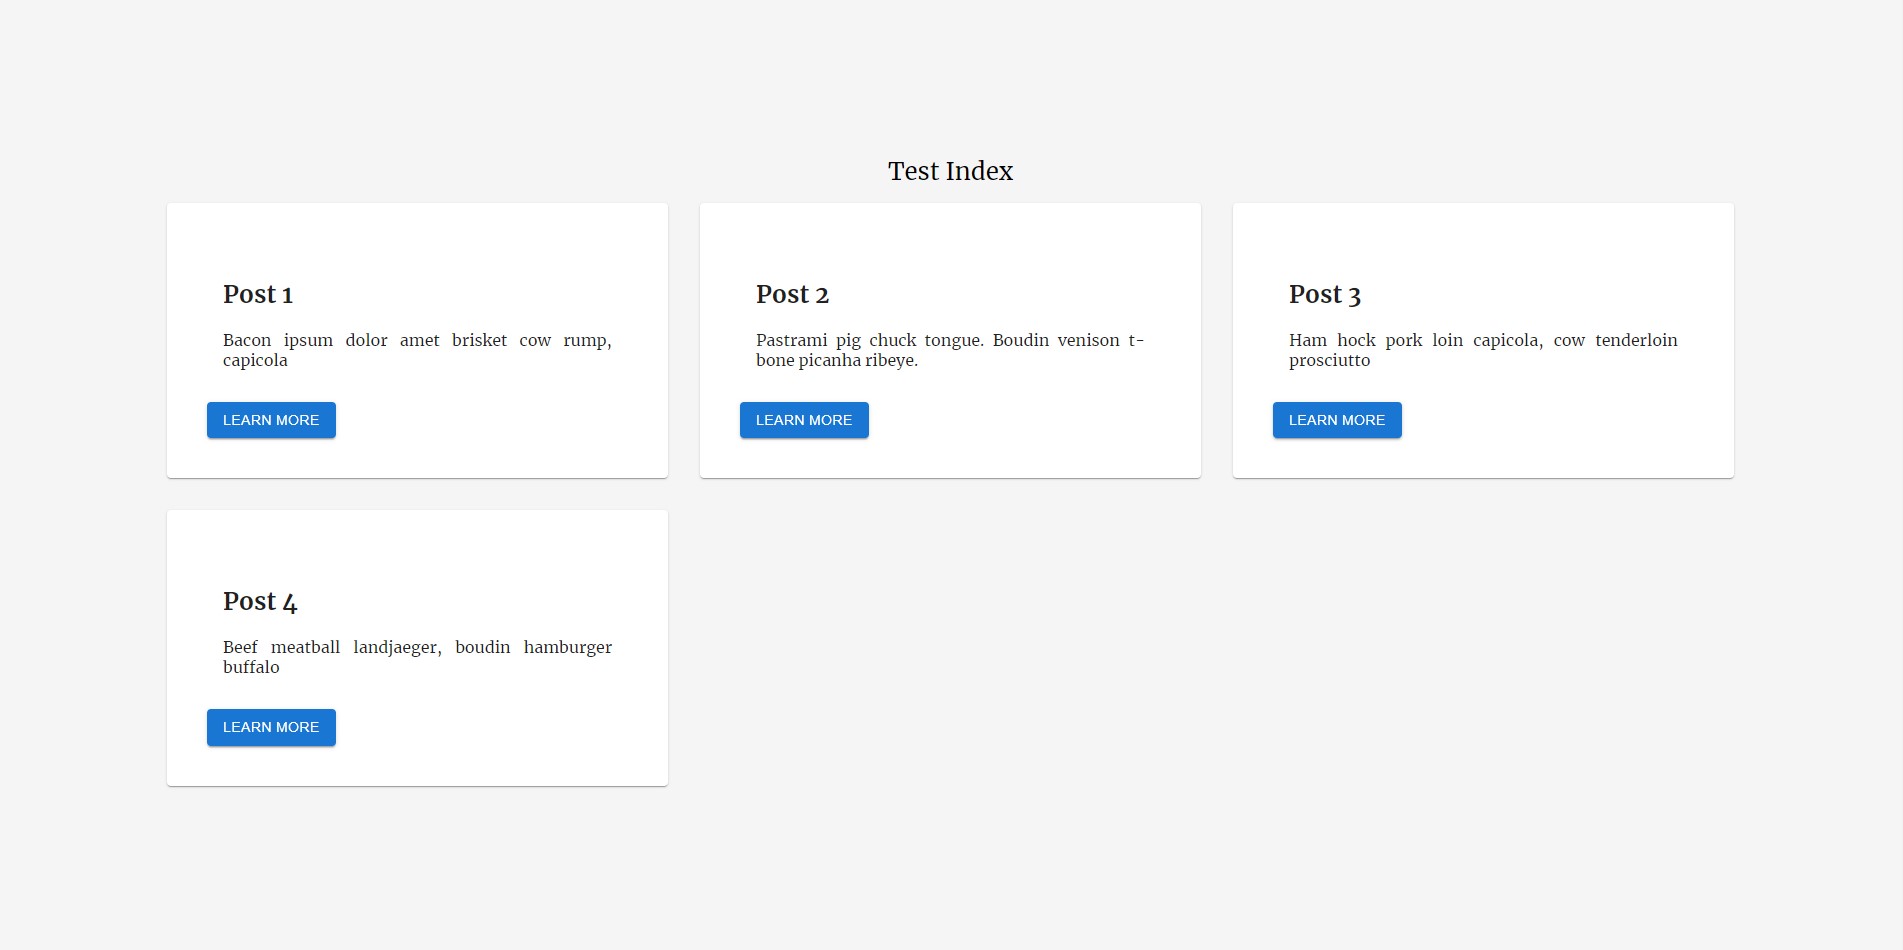 Test Index
Post 1
Bacon ipsum dolor amet brisket cow rump,
capicola
LEARN MORE
Post 2
Pastrami pig chuck tongue. Boudin venison t-
bone picanha ribeye.
LEARN MORE
Post 3
Ham hock pork loin capicola, cow tenderloin
prosciutto
LEARN MORE
Post 4
Beef meatball landjaeger, boudin hamburger
buffalo
LEARN MORE